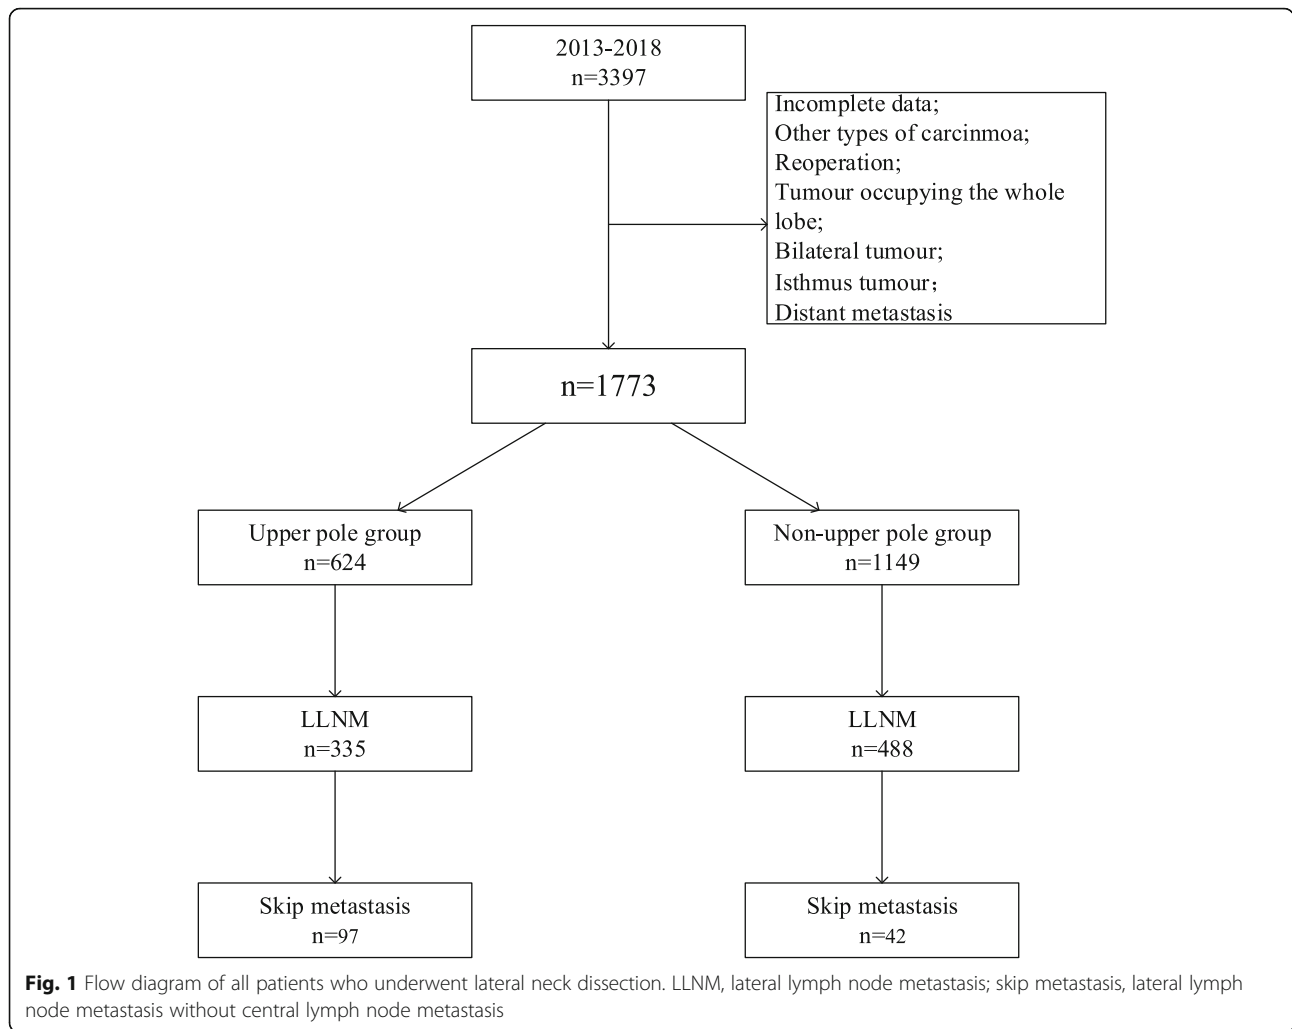 2013-2018
n=3397
Incomplete data;
Other types of carcinmoa;
Reoperation;
Tumour occupying the whole
lobe;
Bilateral tumour;
Isthmus tumour；
Distant metastasis
n=1773
Upper pole group
n=624
Non-upper pole group
n=1149
LLNM
n=335
LLNM
n=488
Skip metastasis
n=97
Skip metastasis
n=42
Fig. 1 Flow diagram of all patients who underwent lateral neck dissection. LLNM, lateral lymph node metastasis; skip metastasis, lateral lymph
node metastasis without central lymph node metastasis